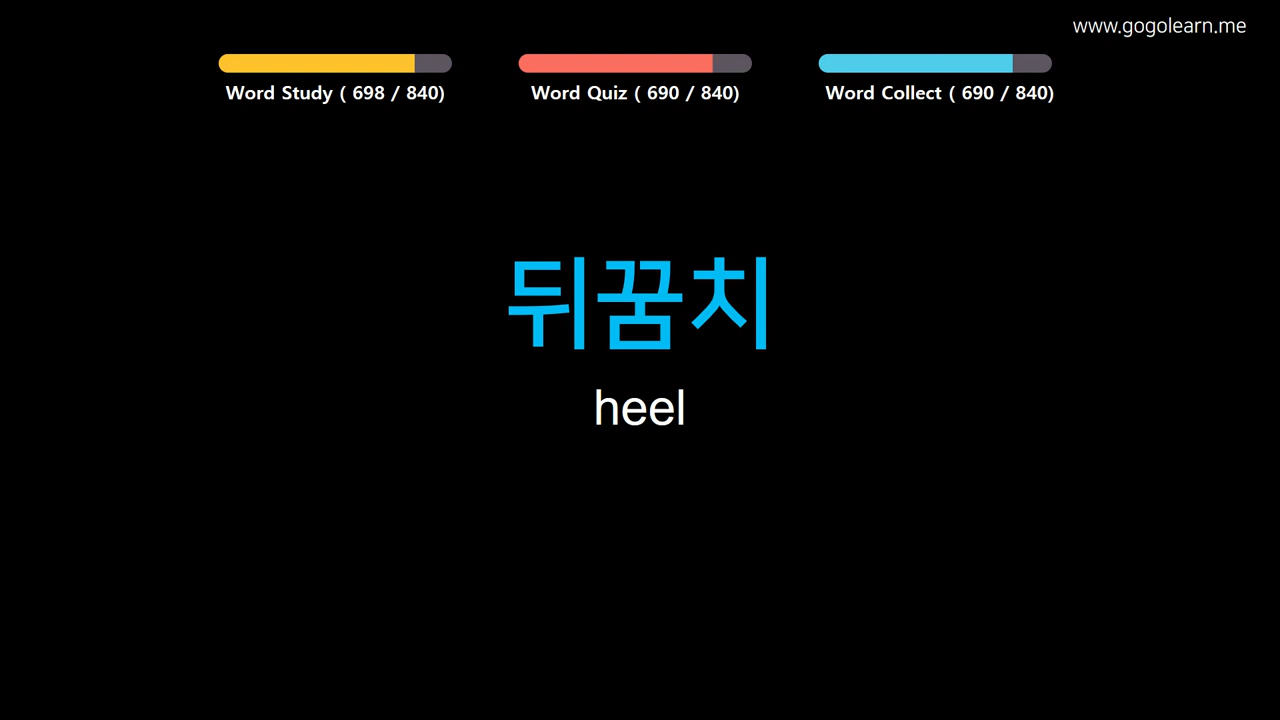 www.gogolearn.me
Word Study ( 698 / 840)
Word Quiz ( 690 / 840)
Word Collect ( 690 / 840)
뒤꿈치
heel